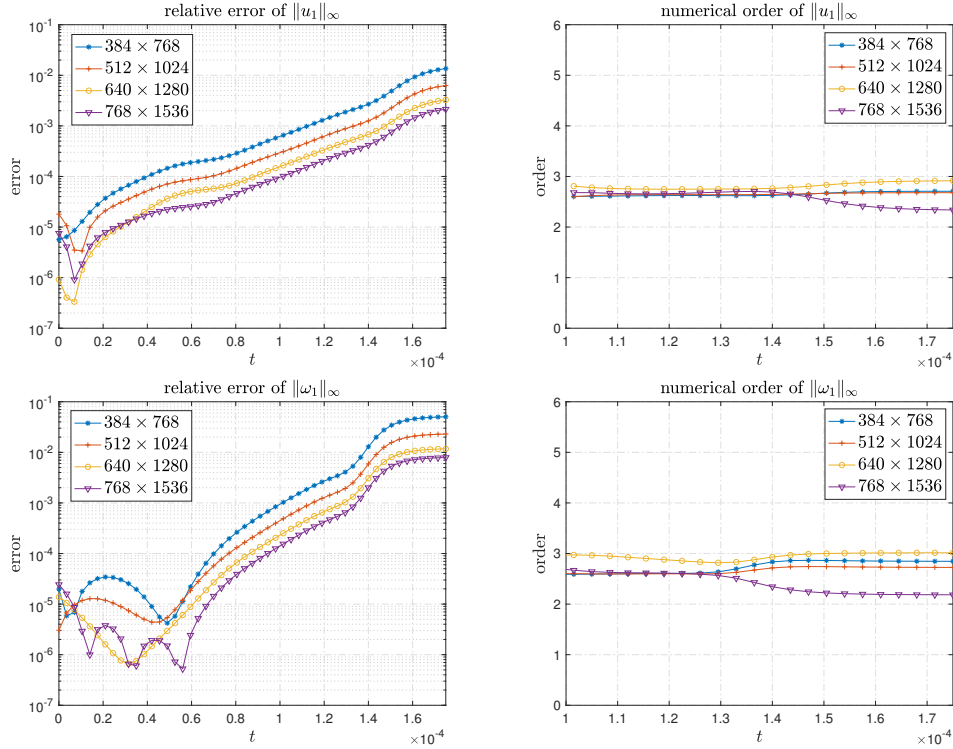 relative error of ‖u₁‖∞
10⁻¹
10⁻²
10⁻³
10⁻⁴
10⁻⁵
10⁻⁶
10⁻⁷
error
384 × 768
512 × 1024
640 × 1280
768 × 1536
0 0.2 0.4 0.6 0.8 1 1.2 1.4 1.6
t
×10⁻⁴
numerical order of ‖u₁‖∞
6
5
4
3
2
1
0
order
384 × 768
512 × 1024
640 × 1280
768 × 1536
1 1.1 1.2 1.3 1.4 1.5 1.6 1.7
t
×10⁻⁴
relative error of ‖ω₁‖∞
10⁻¹
10⁻²
10⁻³
10⁻⁴
10⁻⁵
10⁻⁶
10⁻⁷
error
384 × 768
512 × 1024
640 × 1280
768 × 1536
0 0.2 0.4 0.6 0.8 1 1.2 1.4 1.6
t
×10⁻⁴
numerical order of ‖ω₁‖∞
6
5
4
3
2
1
0
order
384 × 768
512 × 1024
640 × 1280
768 × 1536
1 1.1 1.2 1.3 1.4 1.5 1.6 1.7
t
×10⁻⁴